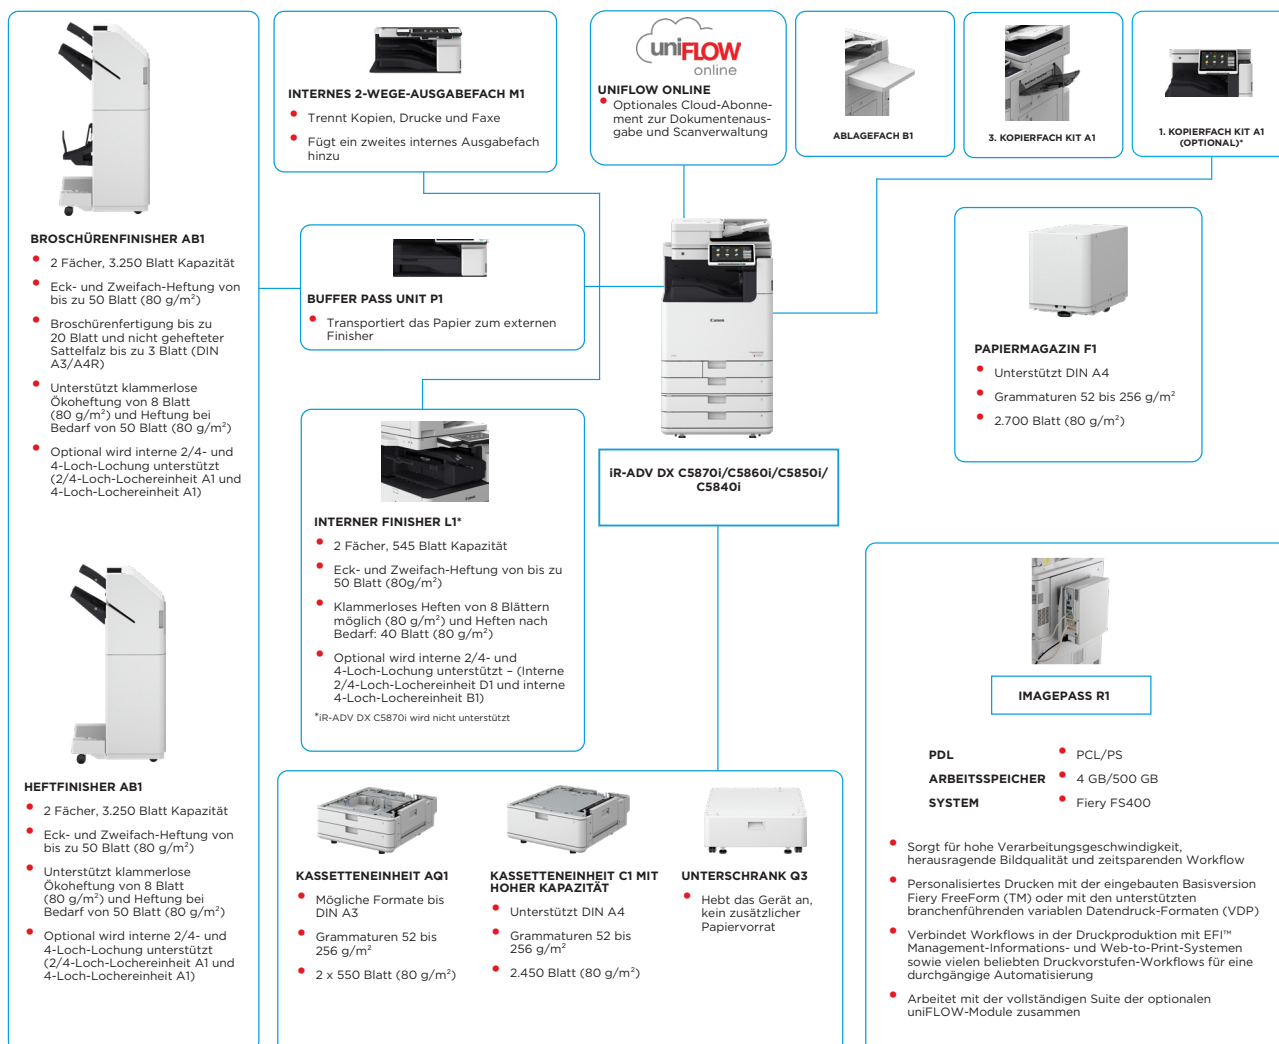 BROSCHÜRENFINISHER AB1
2 Fächer, 3.250 Blatt Kapazität
Eck- und Zweifach-Heftung von
bis zu 50 Blatt (80 g/m²)
Broschürenfertigung bis zu
20 Blatt und nicht gehefteter
Sattelfalz bis zu 3 Blatt (DIN
A3/A4R)
Unterstützt klammerlose
Ökoheftung von 8 Blatt
(80 g/m²) und Heftung bei
Bedarf von 50 Blatt (80 g/m²)
Optional wird interne 2/4- und
4-Loch-Lochung unterstützt
(2/4-Loch-Lochereinheit A1 und
4-Loch-Lochereinheit A1)
HEFTFINISHER AB1
2 Fächer, 3.250 Blatt Kapazität
Eck- und Zweifach-Heftung von
bis zu 50 Blatt (80 g/m²)
Unterstützt klammerlose
Ökoheftung von 8 Blatt
(80 g/m²) und Heftung bei
Bedarf von 50 Blatt (80 g/m²)
Optional wird interne 2/4- und
4-Loch-Lochung unterstützt
(2/4-Loch-Lochereinheit A1 und
4-Loch-Lochereinheit A1)
INTERNES 2-WEGE-AUSGABEFACH M1
Trennt Kopien, Drucke und Faxe
Fügt ein zweites internes Ausgabefach
hinzu
uniFLOW
online
UNIFLOW ONLINE
Optionales Cloud-Abonne-
ment zur Dokumentenaus-
gabe und Scanverwaltung
ABLAGEFACH B1
3. KOPIERFACH KIT A1
1. KOPIERFACH KIT A1
(OPTIONAL)*
BUFFER PASS UNIT P1
Transportiert das Papier zum externen
Finisher
Canon
PAPIERMAGAZIN F1
Unterstützt DIN A4
Grammaturen 52 bis 256 g/m²
2.700 Blatt (80 g/m²)
iR-ADV DX C5870i/C5860i/C5850i/
C5840i
INTERNER FINISHER L1*
2 Fächer, 545 Blatt Kapazität
Eck- und Zweifach-Heftung von bis zu
50 Blatt (80g/m²)
Klammerloses Heften von 8 Blättern
möglich (80 g/m²) und Heften nach
Bedarf: 40 Blatt (80 g/m²)
Optional wird interne 2/4- und
4-Loch-Lochung unterstützt – (Interne
2/4-Loch-Lochereinheit D1 und interne
4-Loch-Lochereinheit B1)
*iR-ADV DX C5870i wird nicht unterstützt
KASSETTENEINHEIT AQ1
Mögliche Formate bis
DIN A3
Grammaturen 52 bis
256 g/m²
2 x 550 Blatt (80 g/m²)
KASSETTENEINHEIT C1 MIT
HOHER KAPAZITÄT
Unterstützt DIN A4
Grammaturen 52 bis
256 g/m²
2.450 Blatt (80 g/m²)
UNTERSCHRANK Q3
Hebt das Gerät an,
kein zusätzlicher
Papiervorrat
IMAGEPASS R1
PDL PCL/PS
ARBEITSSPEICHER 4 GB/500 GB
SYSTEM Fiery FS400
Sorgt für hohe Verarbeitungsgeschwindigkeit,
herausragende Bildqualität und zeitsparenden Workflow
Personalisiertes Drucken mit der eingebauten Basisversion
Fiery FreeForm (TM) oder mit den unterstützten
branchenführenden variablen Datendruck-Formaten (VDP)
Verbindet Workflows in der Druckproduktion mit EFI™
Management-Informations- und Web-to-Print-Systemen
sowie vielen beliebten Druckvorstufen-Workflows für eine
durchgängige Automatisierung
Arbeitet mit der vollständigen Suite der optionalen
uniFLOW-Module zusammen